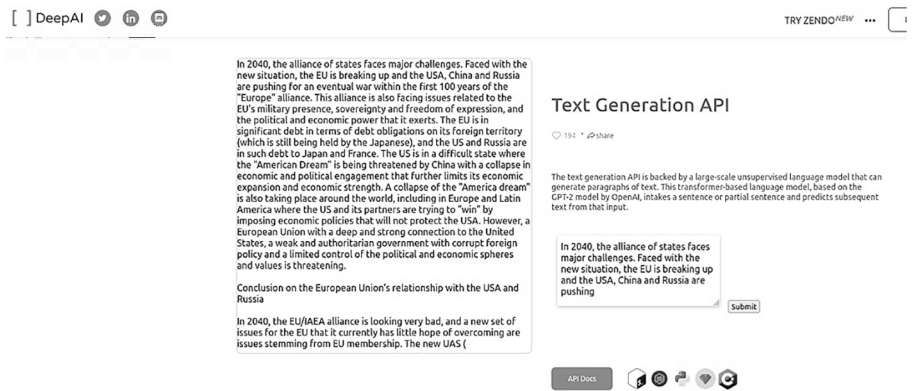 [ ] DeepAI
TRY ZENDO NEW ...
In 2040, the alliance of states faces major challenges. Faced with the
new situation, the EU is breaking up and the USA, China and Russia
are pushing for an eventual war within the first 100 years of the
"Europe" alliance. This alliance is also facing issues related to the
EU's military presence, sovereignty and freedom of expression, and
the political and economic power that it exerts. The EU is in
significant debt in terms of debt obligations on its foreign territory
(which is still being held by the Japanese), and the US and Russia are
in such debt to Japan and France. The US is in a difficult state where
the "American Dream" is being threatened by China with a collapse in
economic and political engagement that further limits its economic
expansion and economic strength. A collapse of the "America dream"
is also taking place around the world, including in Europe and Latin
America where the US and its partners are trying to "win" by
imposing economic policies that will not protect the USA. However, a
European Union with a deep and strong connection to the United
States, a weak and authoritarian government with corrupt foreign
policy and a limited control of the political and economic spheres
and values is threatening.
Conclusion on the European Union's relationship with the USA and
Russia
In 2040, the EU/IAEA alliance is looking very bad, and a new set of
issues for the EU that it currently has little hope of overcoming are
issues stemming from EU membership. The new UAS (
Text Generation API
194 • share
The text generation API is backed by a large-scale unsupervised language model that can
generate paragraphs of text. This transformer-based language model, based on the
GPT-2 model by OpenAI, intakes a sentence or partial sentence and predicts subsequent
text from that input.
In 2040, the alliance of states faces
major challenges. Faced with the
new situation, the EU is breaking up
and the USA, China and Russia are
pushing
Submit
API Docs